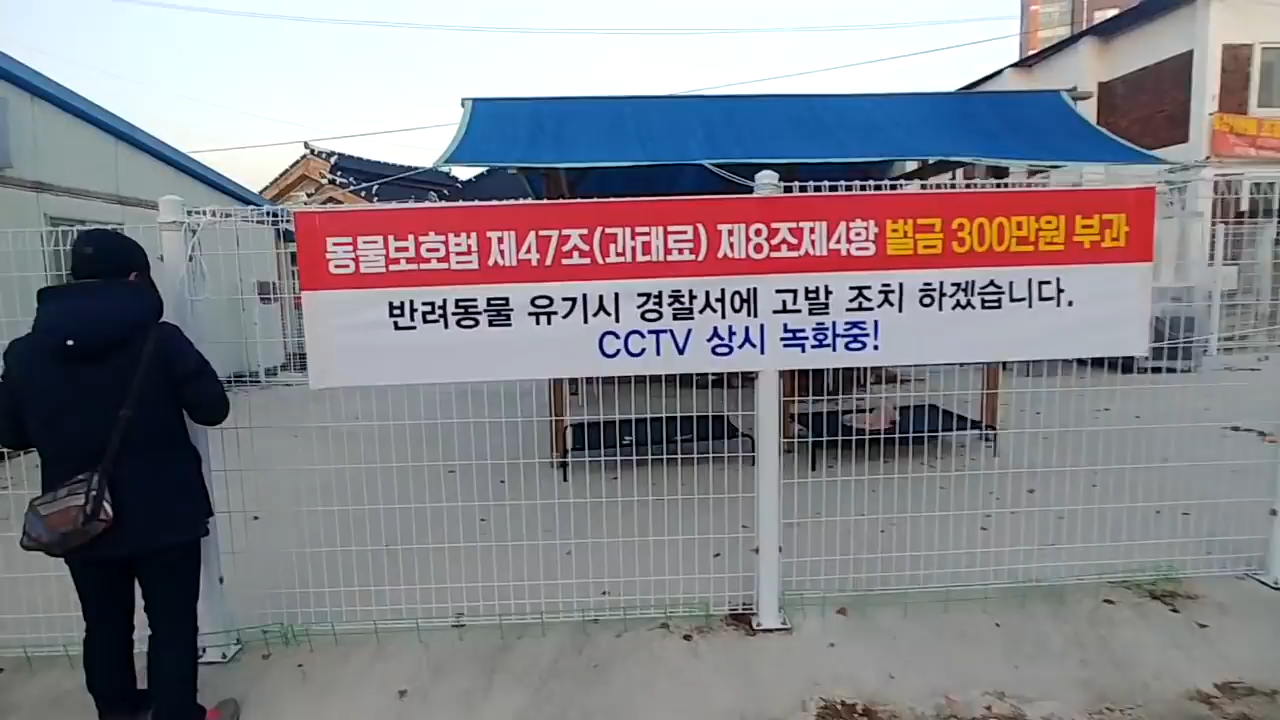 동물보호법 제47조(과태료) 제8조제4항 벌금 300만원 부과
반려동물 유기시 경찰서에 고발 조치 하겠습니다.
CCTV 상시 녹화중!